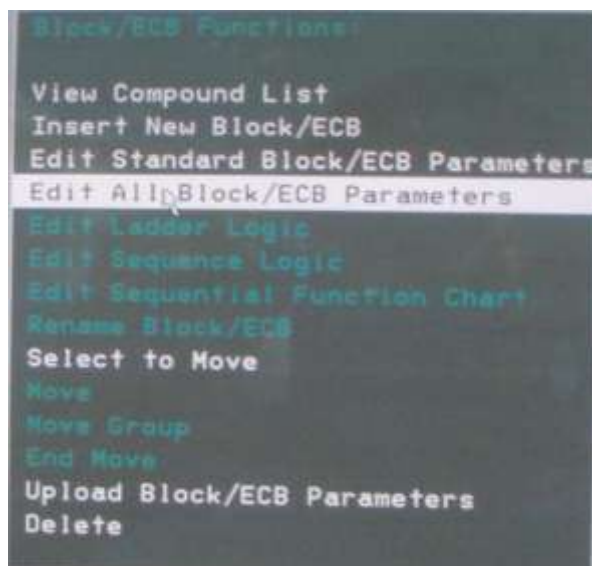 Block/ECB Functions:
View Compound List
Insert New Block/ECB
Edit Standard Block/ECB Parameters
Edit All Block/ECB Parameters
Edit Ladder Logic
Edit Sequence Logic
Edit Sequential Function Chart
Rename Block/ECB
Select to Move
Move
Move Group
End Move
Upload Block/ECB Parameters
Delete